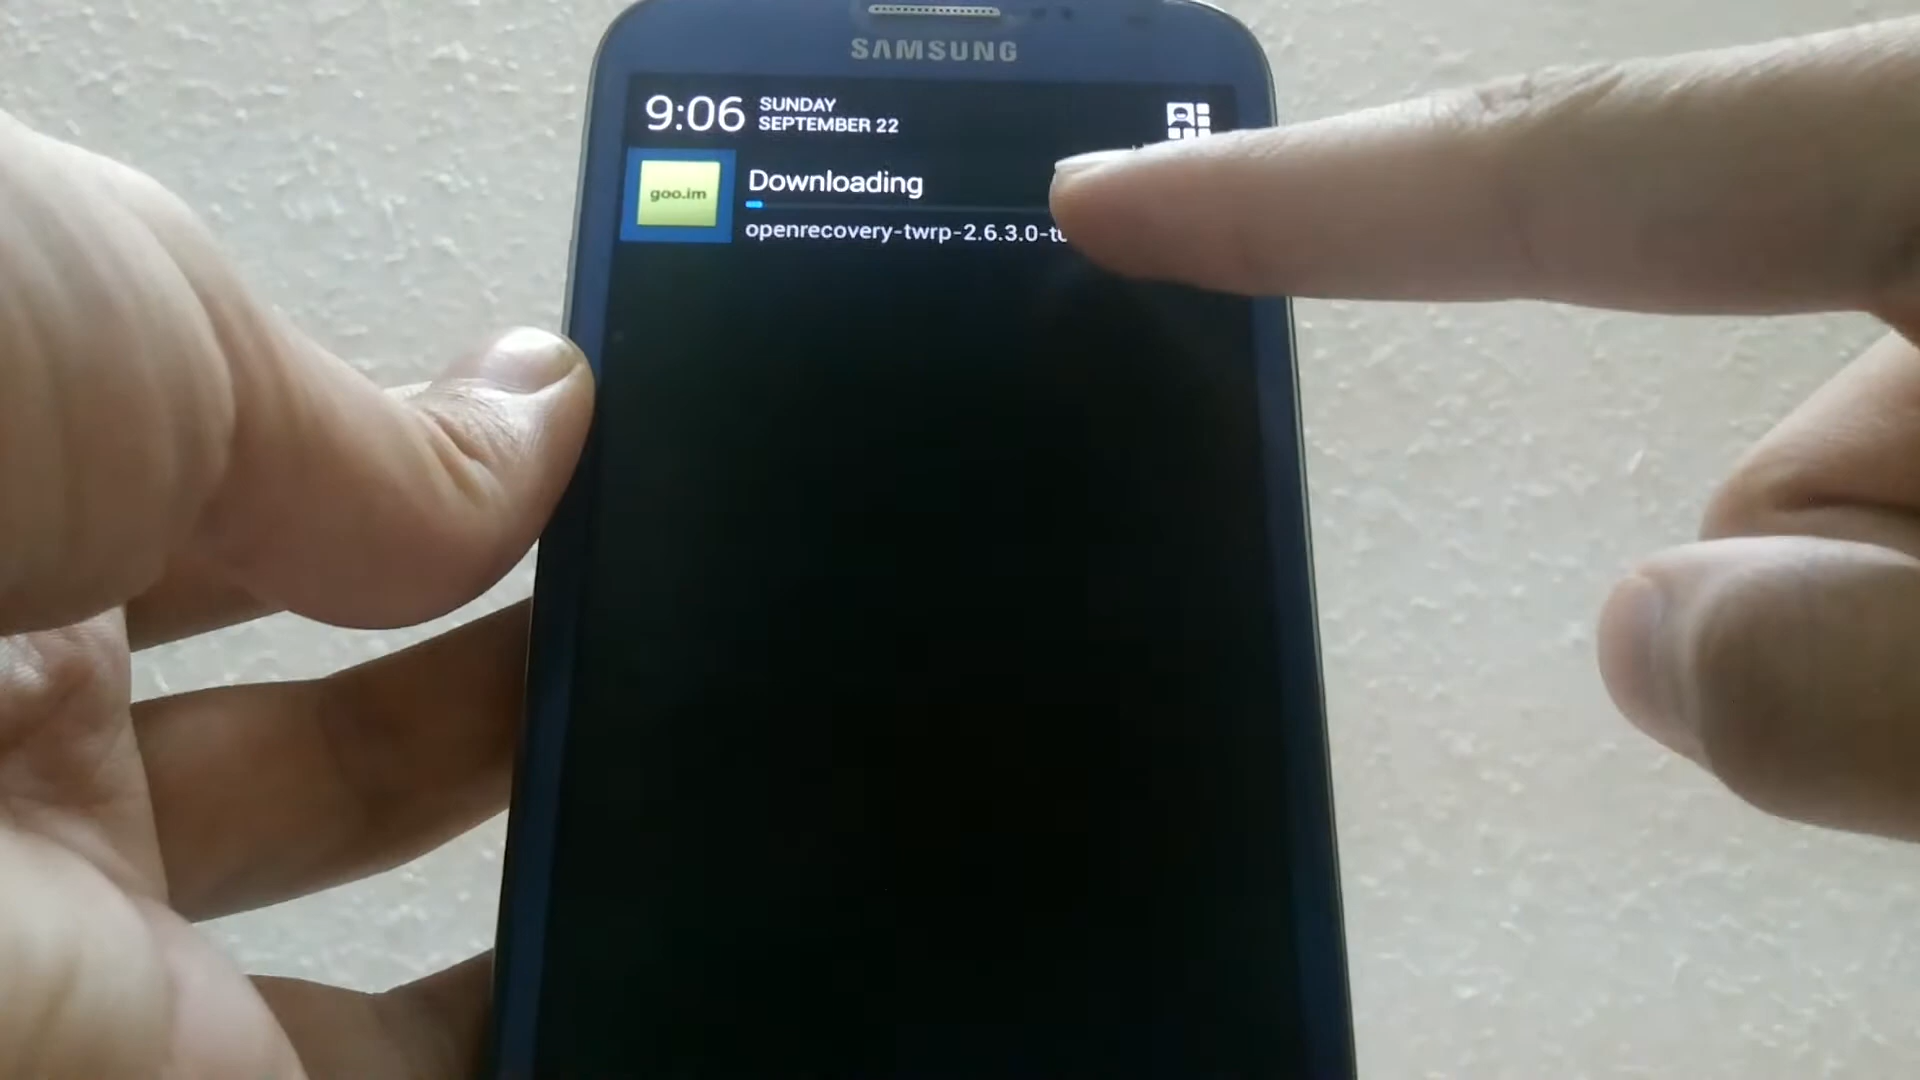 SAMSUNG
9:06
SUNDAY
SEPTEMBER 22
goo.im
Downloading
openrecovery-twrp-2.6.3.0-t